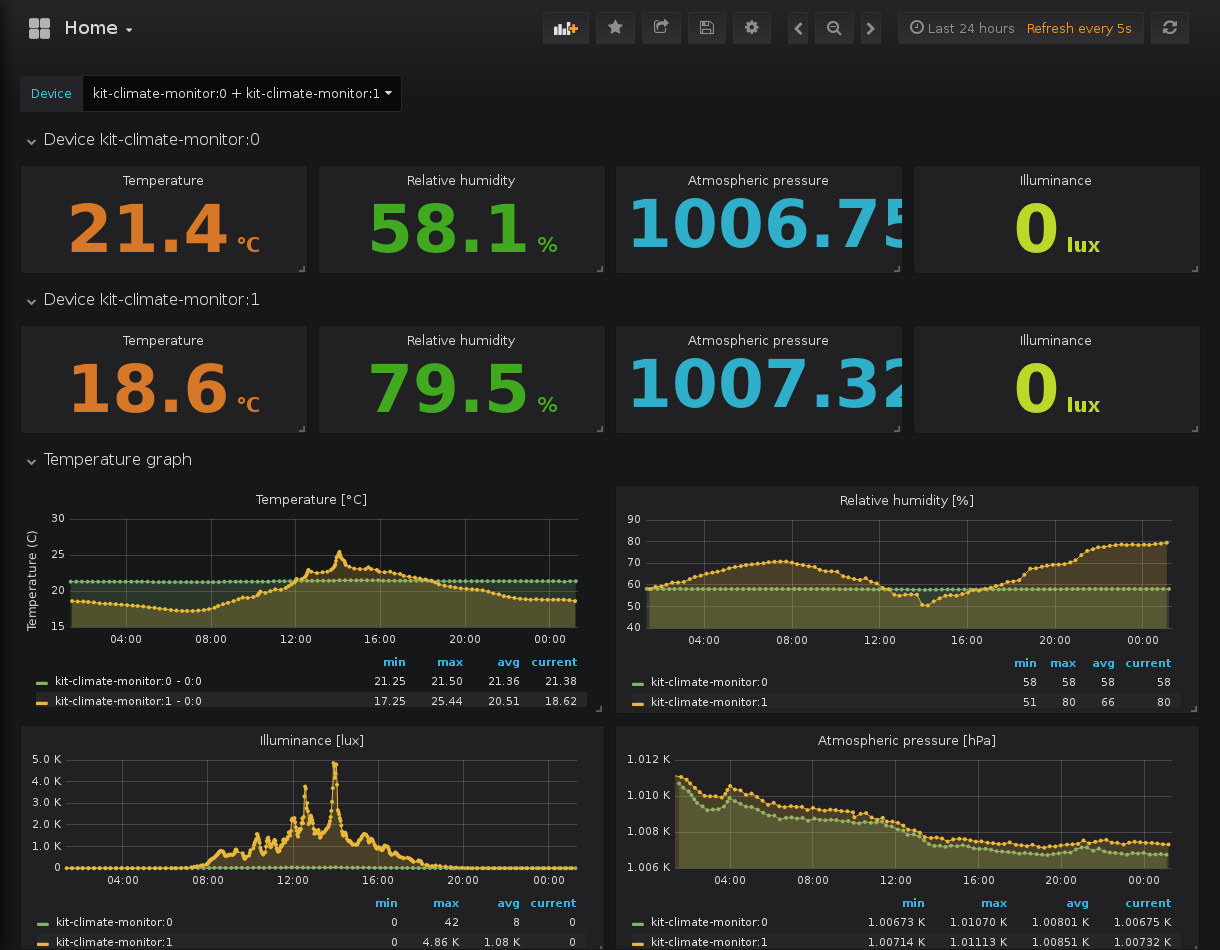 Home
Last 24 hours Refresh every 5s
Device kit-climate-monitor:0 + kit-climate-monitor:1
Device kit-climate-monitor:0
Temperature Relative humidity Atmospheric pressure Illuminance
21.4 °C 58.1 % 1006.75 0 lux
Device kit-climate-monitor:1
Temperature Relative humidity Atmospheric pressure Illuminance
18.6 °C 79.5 % 1007.32 0 lux
Temperature graph
Temperature [°C]
Temperature (C)
30
25
20
15
04:00 08:00 12:00 16:00 20:00 00:00
min max avg current
kit-climate-monitor:0 - 0:0 21.25 21.50 21.36 21.38
kit-climate-monitor:1 - 0:0 17.25 25.44 20.51 18.62
Relative humidity [%]
90
80
70
60
50
40
04:00 08:00 12:00 16:00 20:00 00:00
min max avg current
kit-climate-monitor:0 58 58 58 58
kit-climate-monitor:1 51 80 66 80
Illuminance [lux]
5.0 K
4.0 K
3.0 K
2.0 K
1.0 K
0
04:00 08:00 12:00 16:00 20:00 00:00
min max avg current
kit-climate-monitor:0 0 42 8 0
kit-climate-monitor:1 0 4.86 K 1.08 K 0
Atmospheric pressure [hPa]
1.012 K
1.010 K
1.008 K
1.006 K
04:00 08:00 12:00 16:00 20:00 00:00
min max avg current
kit-climate-monitor:0 1.00673 K 1.01070 K 1.00801 K 1.00675 K
kit-climate-monitor:1 1.00714 K 1.01113 K 1.00851 K 1.00732 K